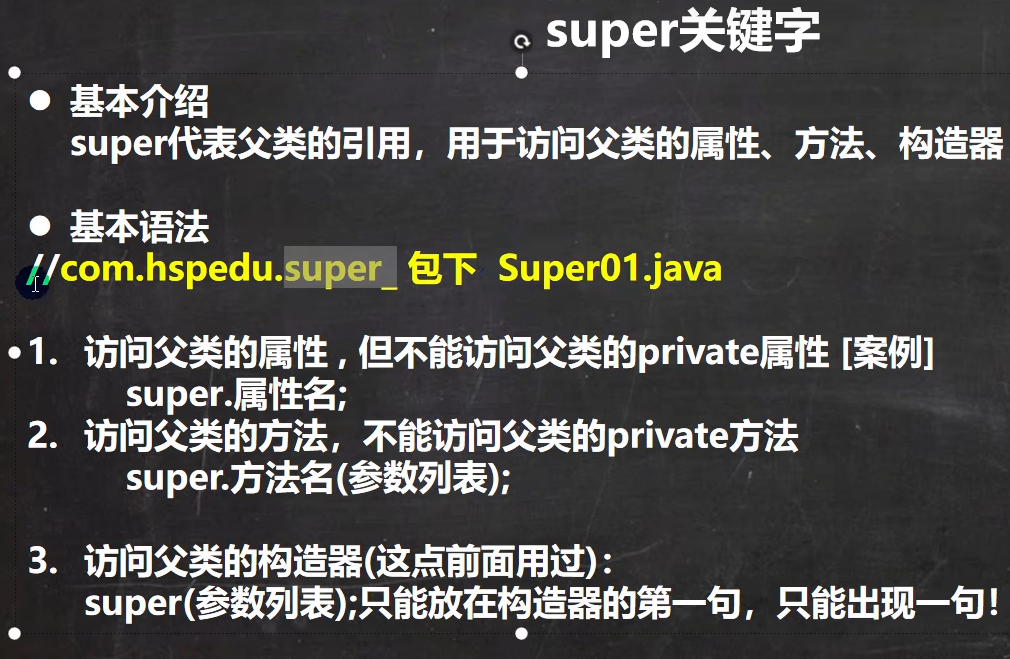 super关键字
● 基本介绍
super代表父类的引用，用于访问父类的属性、方法、构造器
● 基本语法
//com.hspedu.super_ 包下 Super01.java
1. 访问父类的属性 , 但不能访问父类的private属性 [案例]
super.属性名;
2. 访问父类的方法，不能访问父类的private方法
super.方法名(参数列表);
3. 访问父类的构造器(这点前面用过)：
super(参数列表);只能放在构造器的第一句，只能出现一句！